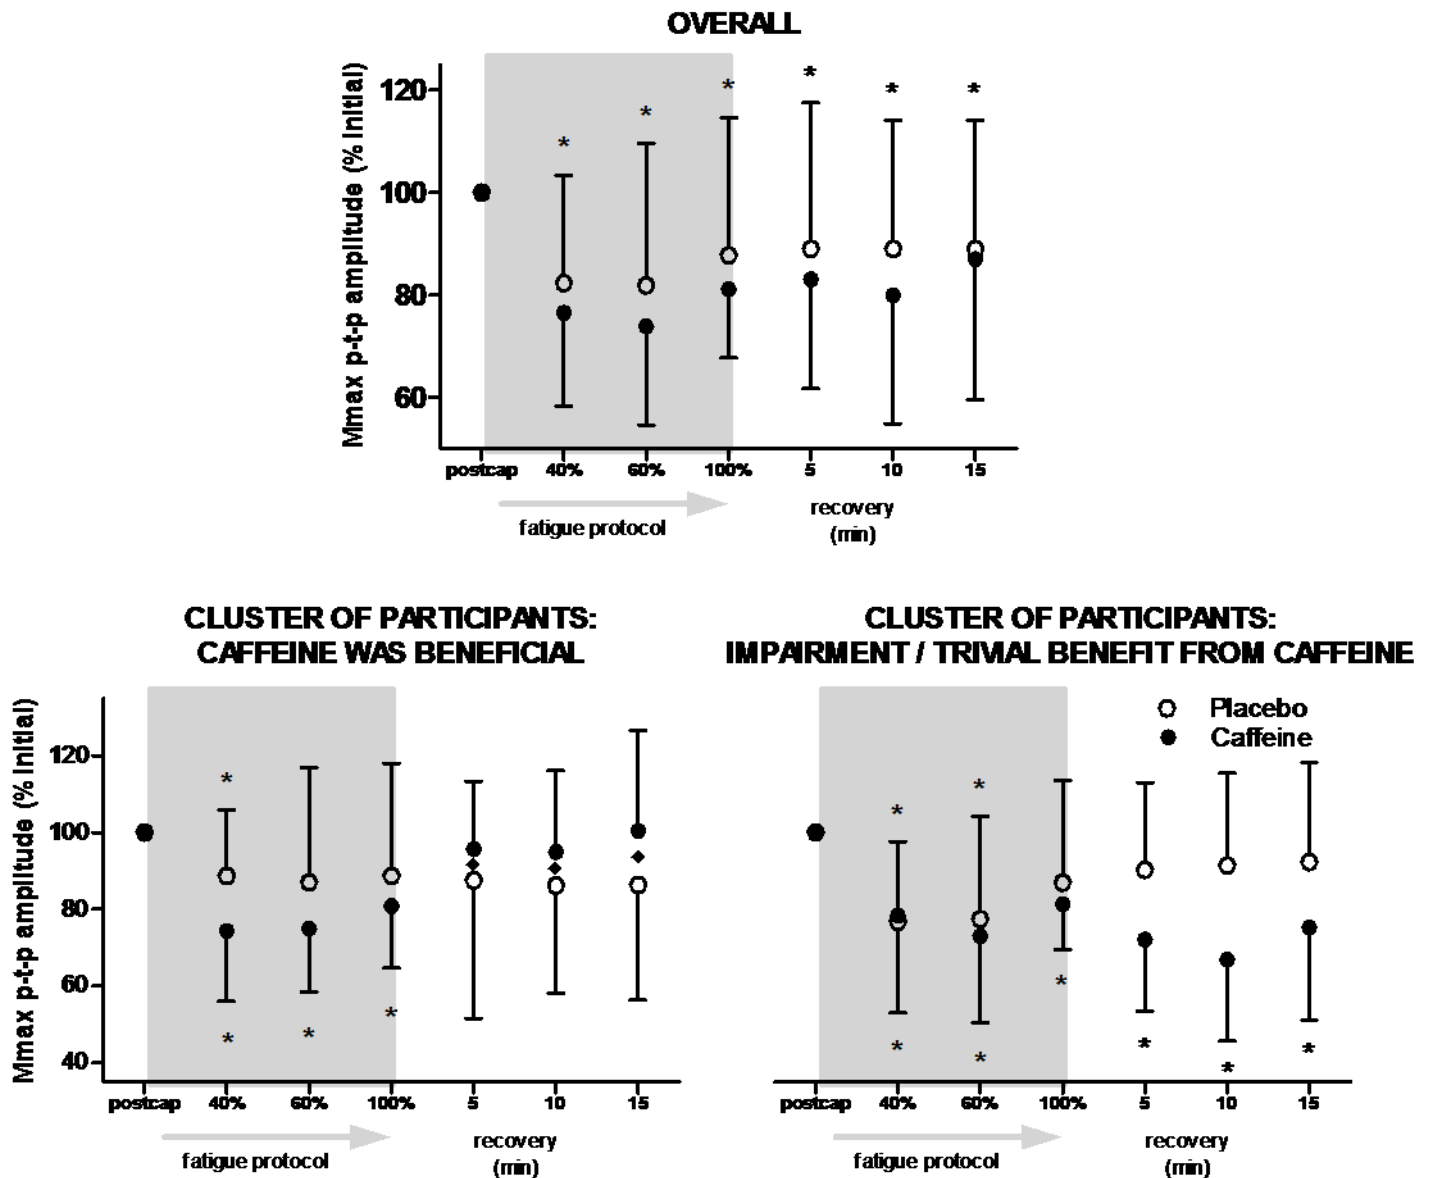 OVERALL
Mmax p-t-p amplitude (% initial)
120
100
80
60
* * * * * *
postcap 40% 60% 100% 5 10 15
fatigue protocol
recovery
(min)
CLUSTER OF PARTICIPANTS:
CAFFEINE WAS BENEFICIAL
Mmax p-t-p amplitude (% initial)
120
100
80
60
40
*
* * *
postcap 40% 60% 100% 5 10 15
fatigue protocol
recovery
(min)
CLUSTER OF PARTICIPANTS:
IMPAIRMENT / TRIVIAL BENEFIT FROM CAFFEINE
Placebo
Caffeine
* *
* * * * * *
postcap 40% 60% 100% 5 10 15
fatigue protocol
recovery
(min)